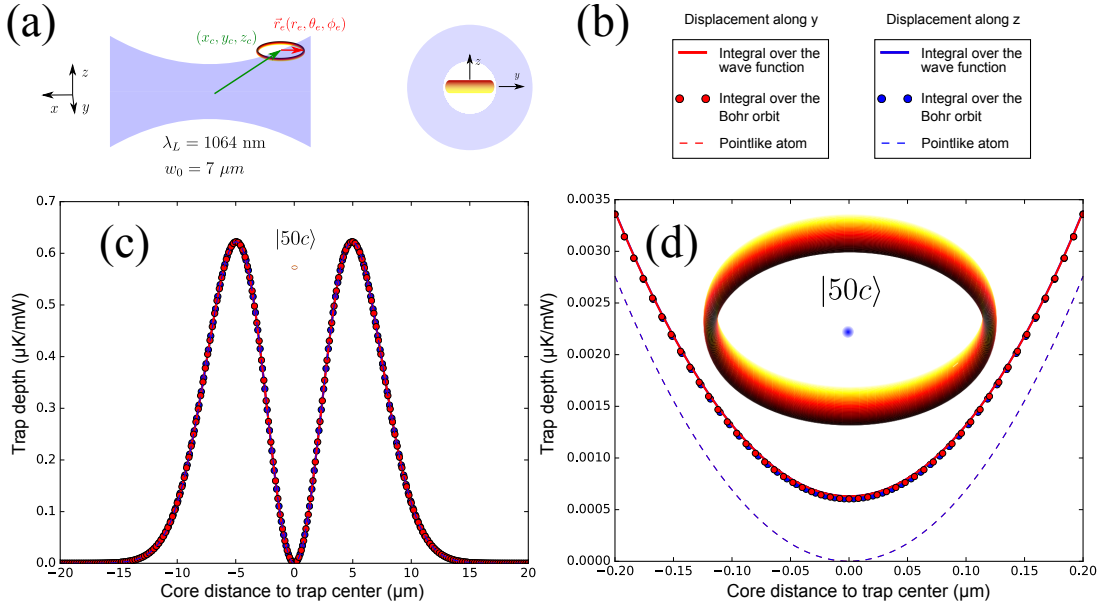 (a)
(x_c, y_c, z_c)
r⃗_e(r_e, θ_e, ϕ_e)
z
x
y
λ_L = 1064 nm
w_0 = 7 μm
z
y
(b)
Displacement along y
Integral over the
wave function
Integral over the
Bohr orbit
Pointlike atom
Displacement along z
Integral over the
wave function
Integral over the
Bohr orbit
Pointlike atom
(c)
|50c⟩
Trap depth (μK/mW)
0.7
0.6
0.5
0.4
0.3
0.2
0.1
0.0
−20 −15 −10 −5 0 5 10 15 20
Core distance to trap center (μm)
(d)
|50c⟩
Trap depth (μK/mW)
0.0035
0.0030
0.0025
0.0020
0.0015
0.0010
0.0005
0.0000
−0.20 −0.15 −0.10 −0.05 0.00 0.05 0.10 0.15 0.20
Core distance to trap center (μm)